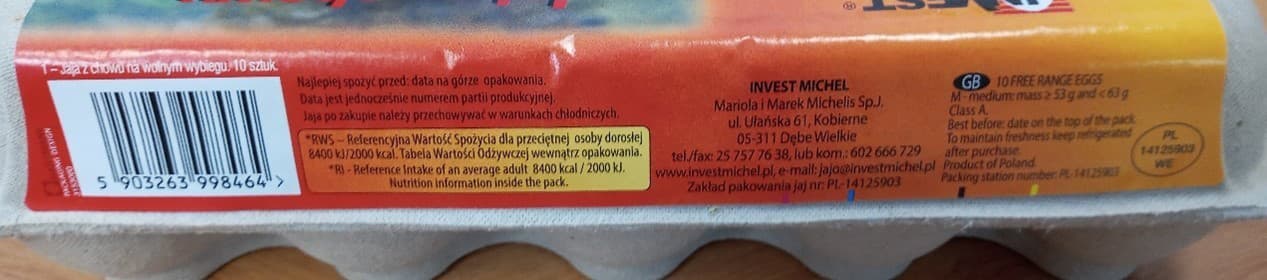 VEST ®
1 - Jaja z chowu na wolnym wybiegu. 10 sztuk.
5 903263 998464 >
Najlepiej spożyć przed: data na górze opakowania.
Data jest jednocześnie numerem partii produkcyjnej.
Jaja po zakupie należy przechowywać w warunkach chłodniczych.
*RWS – Referencyjna Wartość Spożycia dla przeciętnej osoby dorosłej
8400 kJ/2000 kcal. Tabela Wartości Odżywczej wewnątrz opakowania.
*RI - Reference Intake of an average adult 8400 kcal / 2000 kJ.
Nutrition information inside the pack.
INVEST MICHEL
Mariola i Marek Michelis Sp.J.
ul. Ułańska 61, Kobierne
05-311 Dębe Wielkie
tel./fax: 25 757 76 38, lub kom.: 602 666 729
www.investmichel.pl, e-mail: jajo@investmichel.pl
Zakład pakowania jaj nr: PL-14125903
GB 10 FREE RANGE EGGS
M - medium: mass ≥ 53 g and < 63 g
Class A.
Best before: date on the top of the pack.
To maintain freshness keep refrigerated
after purchase.
Product of Poland.
Packing station number: PL-14125903
PL
14125903
WE